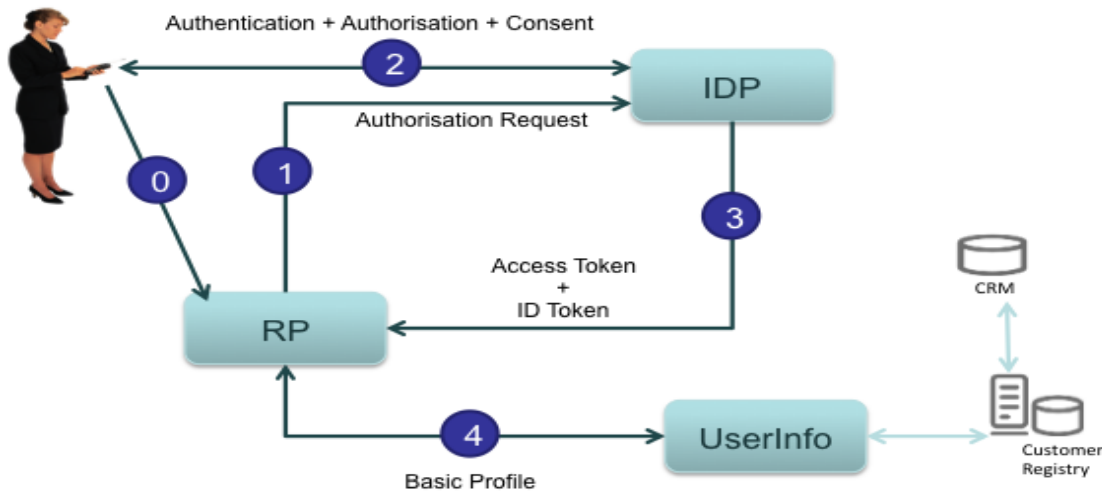 Authentication + Authorisation + Consent
2
IDP
Authorisation Request
0
1
3
Access Token
+
ID Token
CRM
RP
4
UserInfo
Customer
Registry
Basic Profile